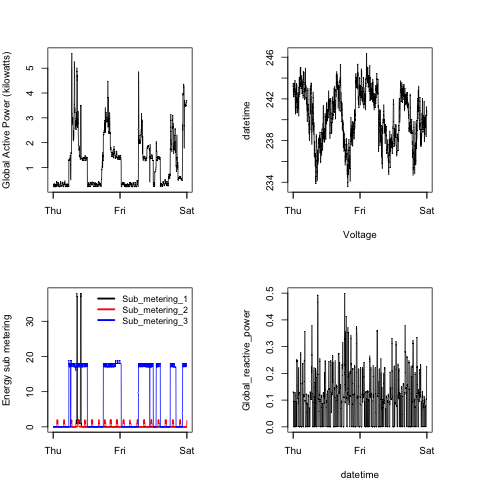 Global Active Power (kilowatts)
1 2 3 4 5
Thu Fri Sat
datetime
234 238 242 246
Thu Fri Sat
Voltage
Energy sub metering
0 10 20 30
Sub_metering_1
Sub_metering_2
Sub_metering_3
Thu Fri Sat
Global_reactive_power
0.0 0.1 0.2 0.3 0.4 0.5
Thu Fri Sat
datetime